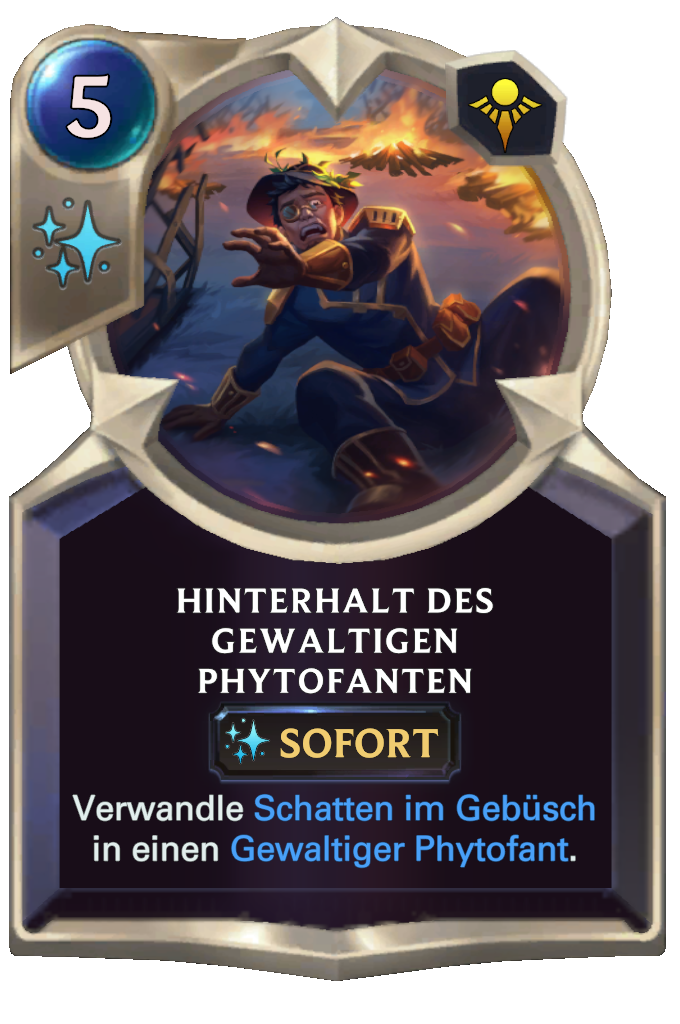 5
HINTERHALT DES
GEWALTIGEN
PHYTOFANTEN
SOFORT
Verwandle Schatten im Gebüsch
in einen Gewaltiger Phytofant.